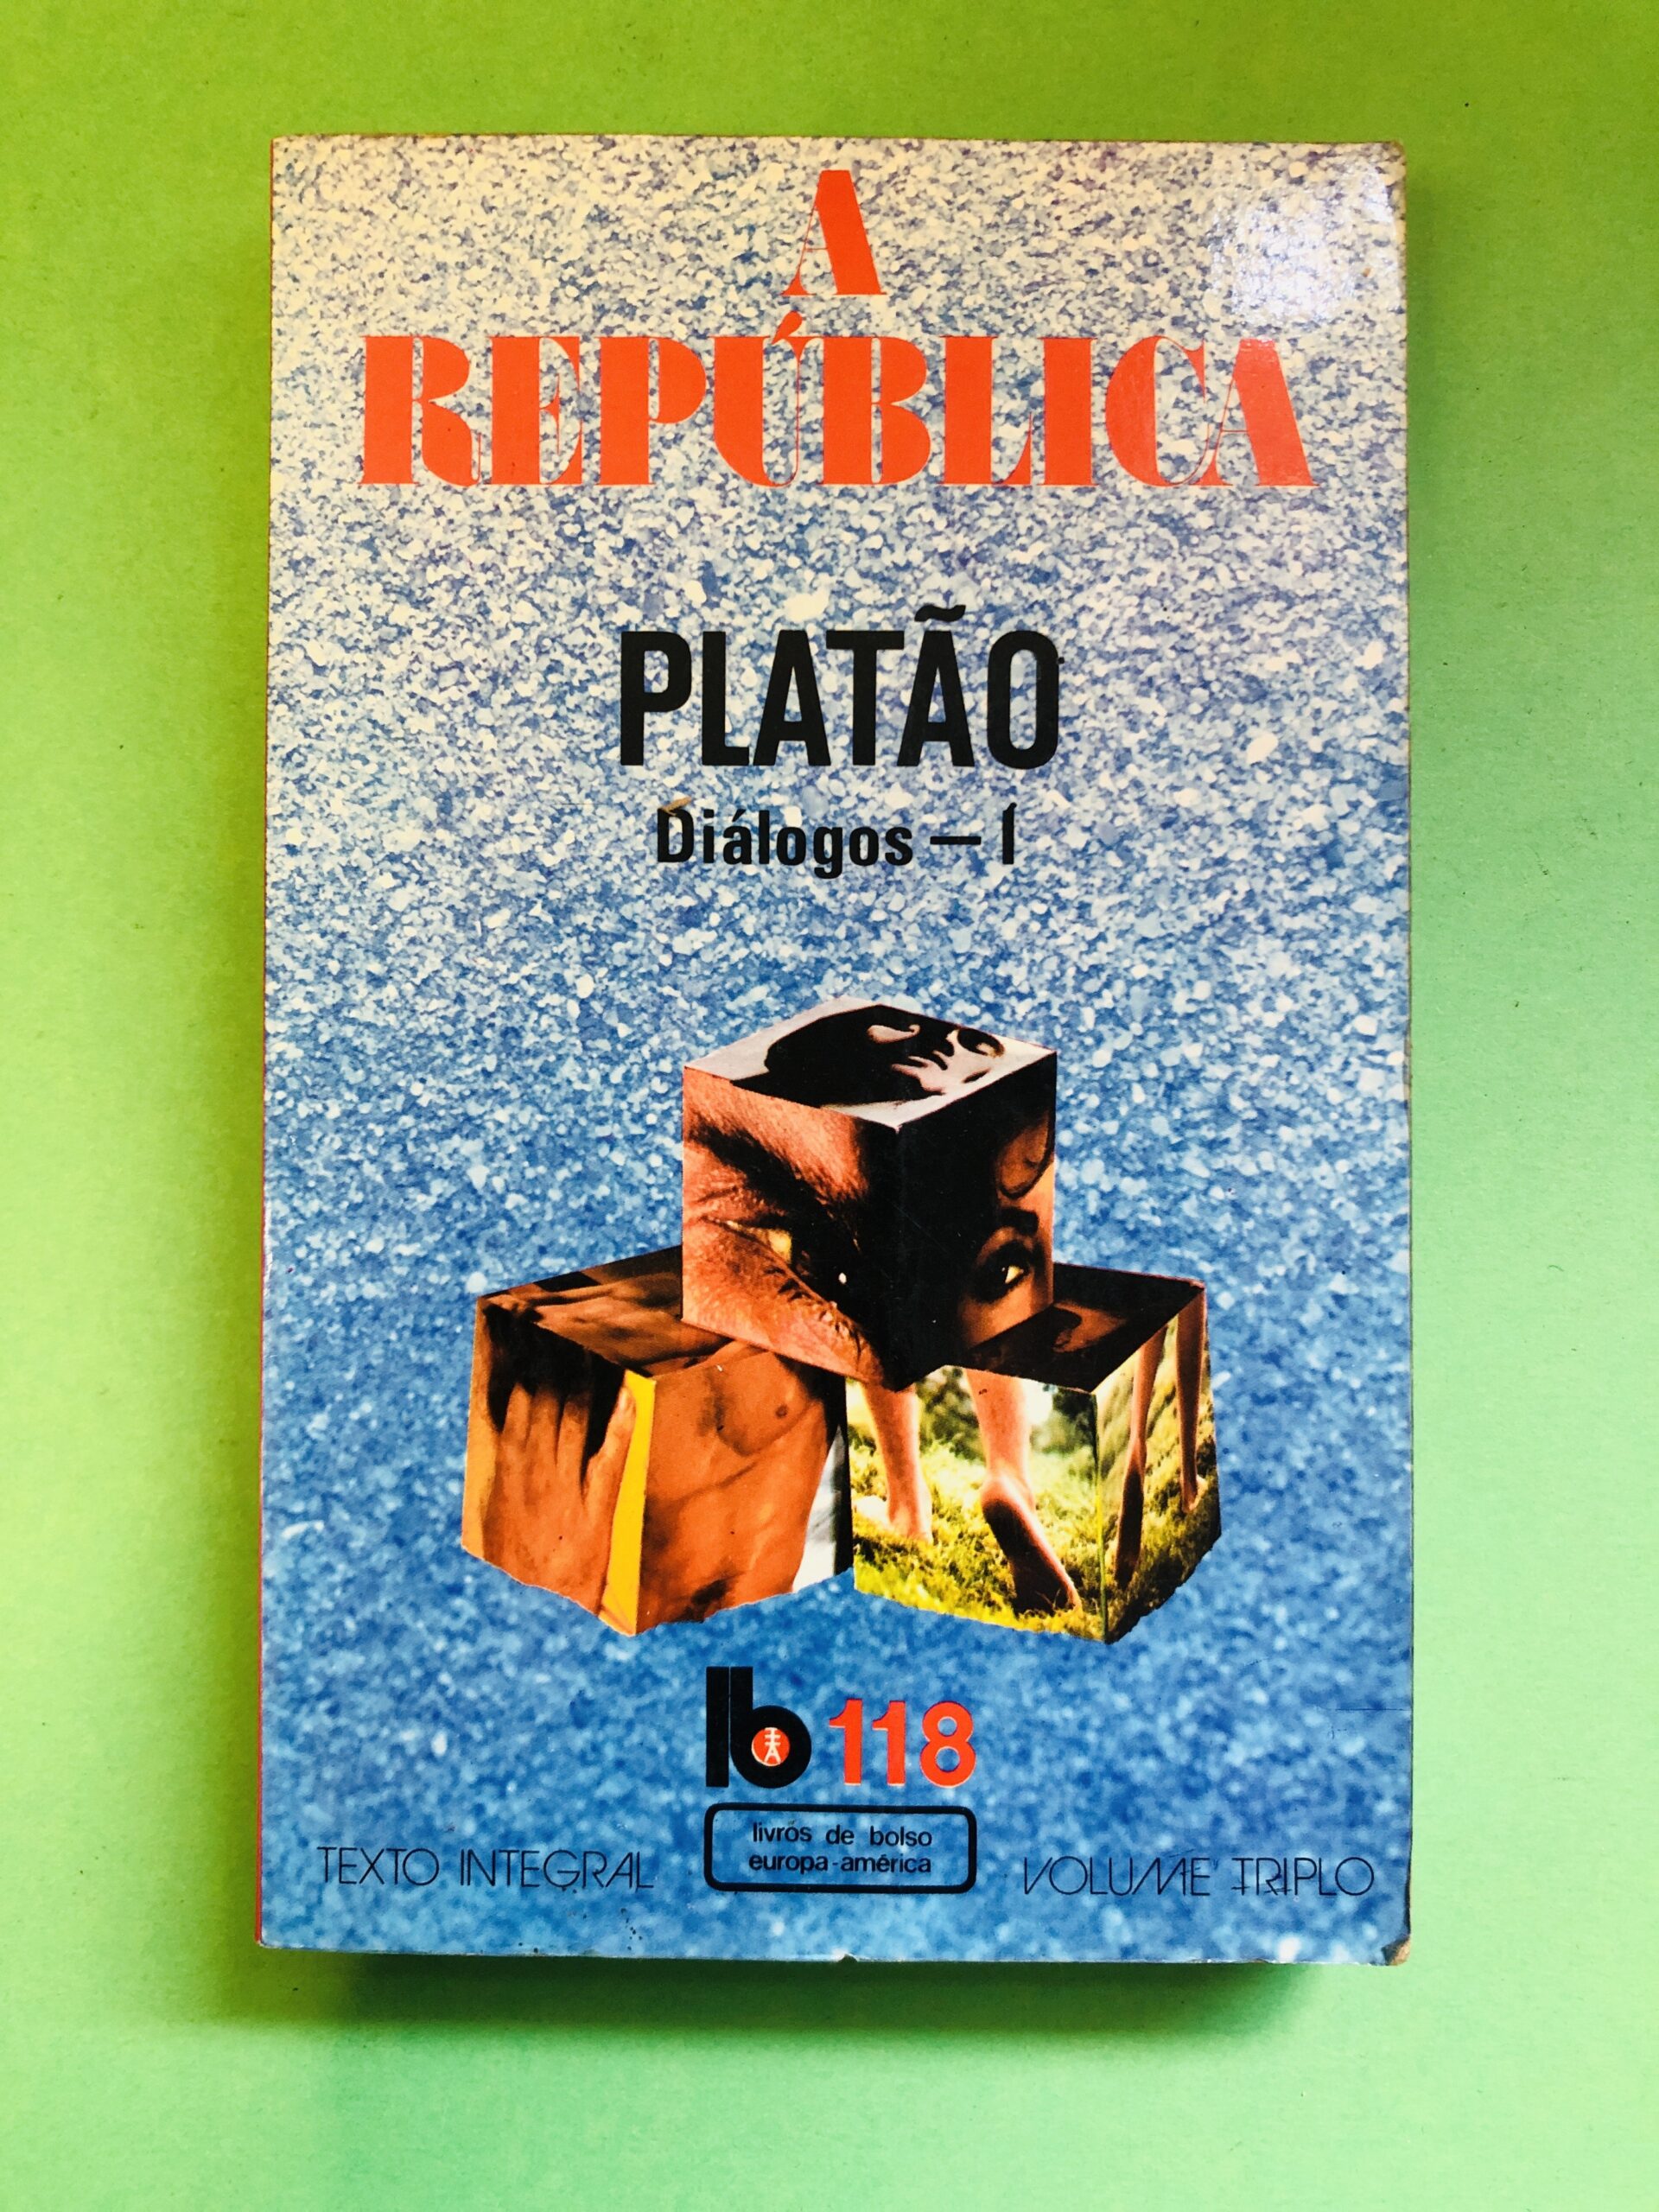 A
REPÚBLICA
PLATÃO
Diálogos — I
lb 118
livros de bolso
europa-américa
TEXTO INTEGRAL
VOLUME TRIPLO